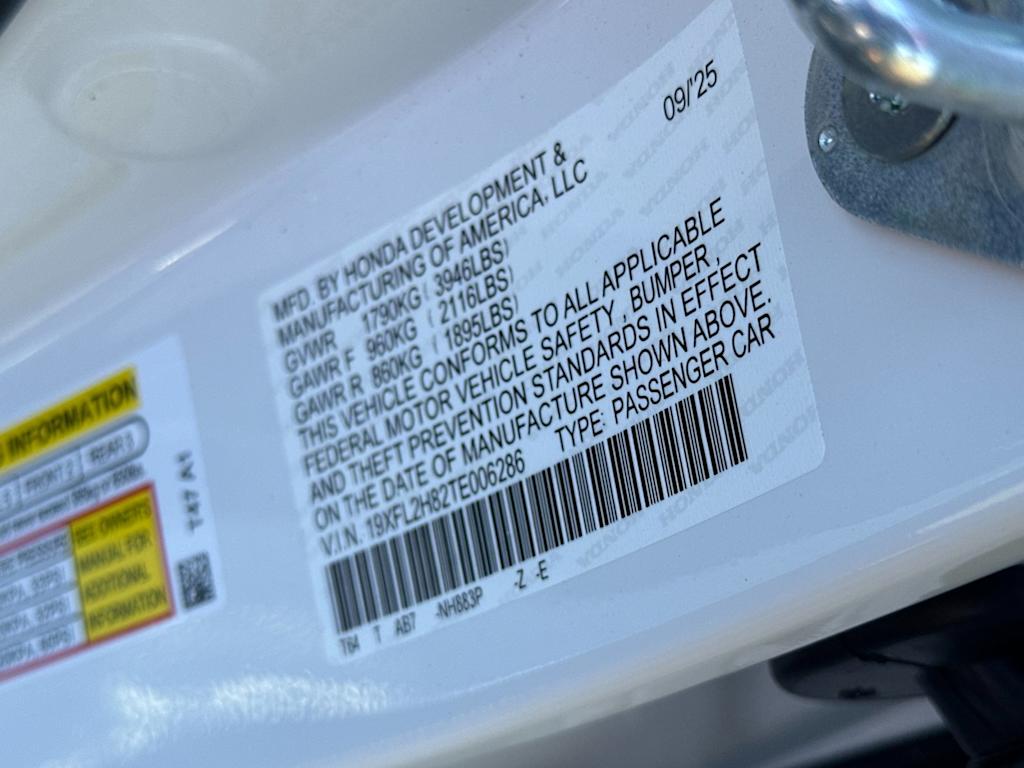 09/'25
MFD. BY HONDA DEVELOPMENT &
MANUFACTURING OF AMERICA, LLC
GVWR 1790KG ( 3946LBS)
GAWR F 960KG ( 2116LBS)
GAWR R 860KG ( 1895LBS)
THIS VEHICLE CONFORMS TO ALL APPLICABLE
FEDERAL MOTOR VEHICLE SAFETY , BUMPER ,
AND THEFT PREVENTION STANDARDS IN EFFECT
ON THE DATE OF MANUFACTURE SHOWN ABOVE.
V.I.N. 19XFL2H82TE006286 TYPE: PASSENGER CAR
T64 T AB7 -NH883P -Z -E
INFORMATION
FRONT 2 REAR 3
SEE OWNER'S
MANUAL FOR
ADDITIONAL
INFORMATION
T47 A1